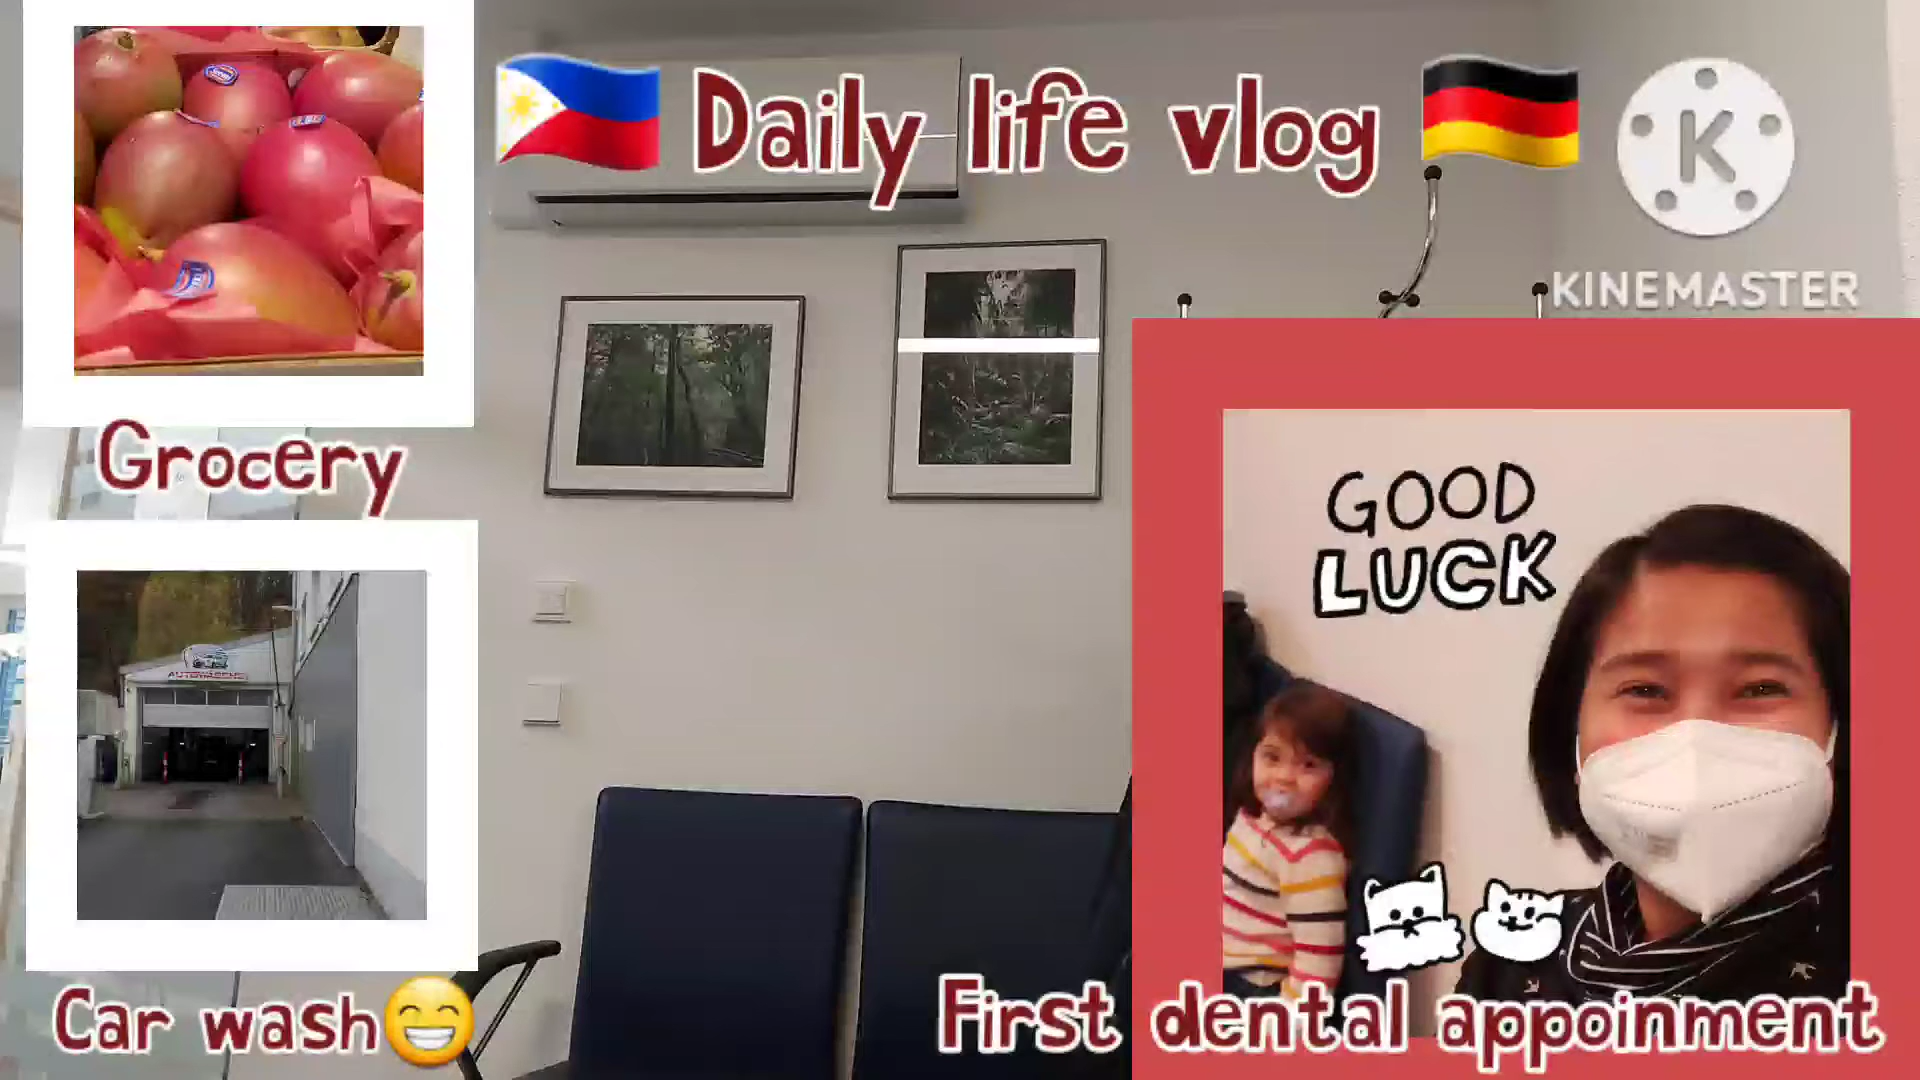 Daily life vlog
K
KINEMASTER
Grocery
GOOD
LUCK
Car wash
First dental appoinment